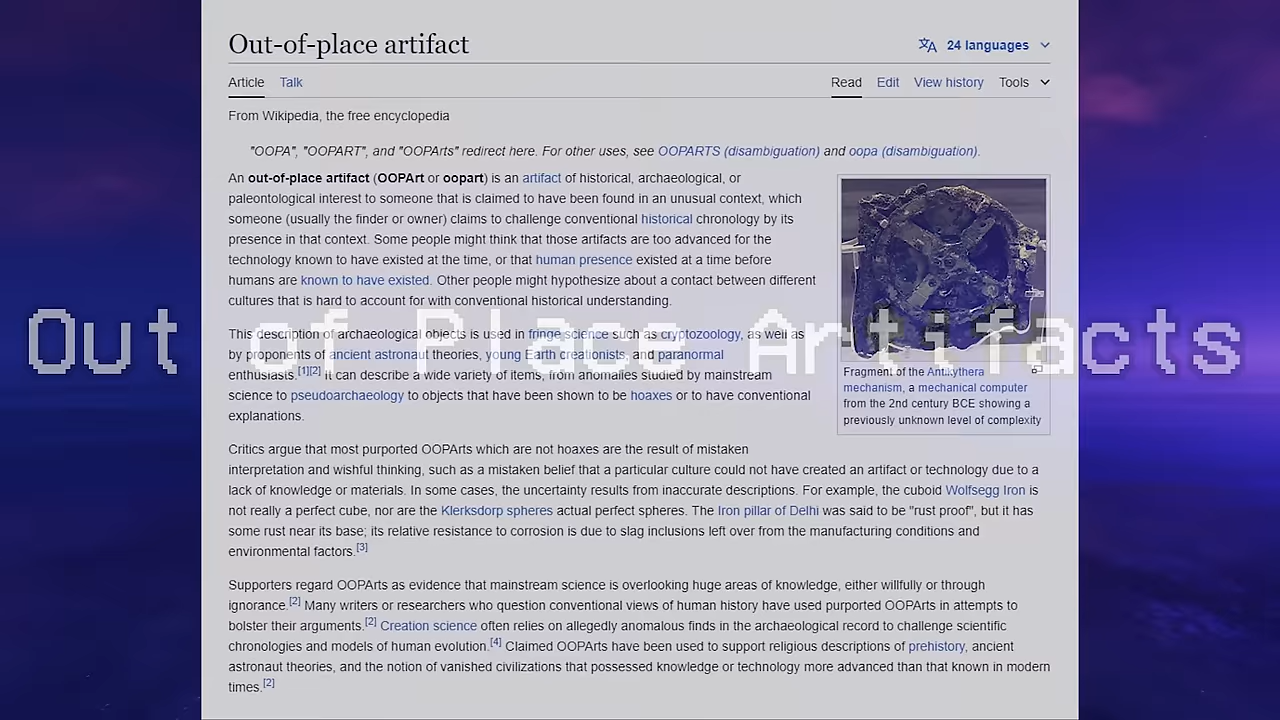 Out-of-place artifact
24 languages
Article Talk
Read Edit View history Tools
From Wikipedia, the free encyclopedia
"OOPA", "OOPART", and "OOPArts" redirect here. For other uses, see OOPARTS (disambiguation) and oopa (disambiguation).
An out-of-place artifact (OOPArt or oopart) is an artifact of historical, archaeological, or
paleontological interest to someone that is claimed to have been found in an unusual context, which
someone (usually the finder or owner) claims to challenge conventional historical chronology by its
presence in that context. Some people might think that those artifacts are too advanced for the
technology known to have existed at the time, or that human presence existed at a time before
humans are known to have existed. Other people might hypothesize about a contact between different
cultures that is hard to account for with conventional historical understanding.
Out of Place Artifacts
This description of archaeological objects is used in fringe science such as cryptozoology, as well as
by proponents of ancient astronaut theories, young Earth creationists, and paranormal
enthusiasts.[1][2] It can describe a wide variety of items, from anomalies studied by mainstream
science to pseudoarchaeology to objects that have been shown to be hoaxes or to have conventional
explanations.
Fragment of the Antikythera
mechanism, a mechanical computer
from the 2nd century BCE showing a
previously unknown level of complexity
Critics argue that most purported OOPArts which are not hoaxes are the result of mistaken
interpretation and wishful thinking, such as a mistaken belief that a particular culture could not have created an artifact or technology due to a
lack of knowledge or materials. In some cases, the uncertainty results from inaccurate descriptions. For example, the cuboid Wolfsegg Iron is
not really a perfect cube, nor are the Klerksdorp spheres actual perfect spheres. The Iron pillar of Delhi was said to be "rust proof", but it has
some rust near its base; its relative resistance to corrosion is due to slag inclusions left over from the manufacturing conditions and
environmental factors.[3]
Supporters regard OOPArts as evidence that mainstream science is overlooking huge areas of knowledge, either willfully or through
ignorance.[2] Many writers or researchers who question conventional views of human history have used purported OOPArts in attempts to
bolster their arguments.[2] Creation science often relies on allegedly anomalous finds in the archaeological record to challenge scientific
chronologies and models of human evolution.[4] Claimed OOPArts have been used to support religious descriptions of prehistory, ancient
astronaut theories, and the notion of vanished civilizations that possessed knowledge or technology more advanced than that known in modern
times.[2]